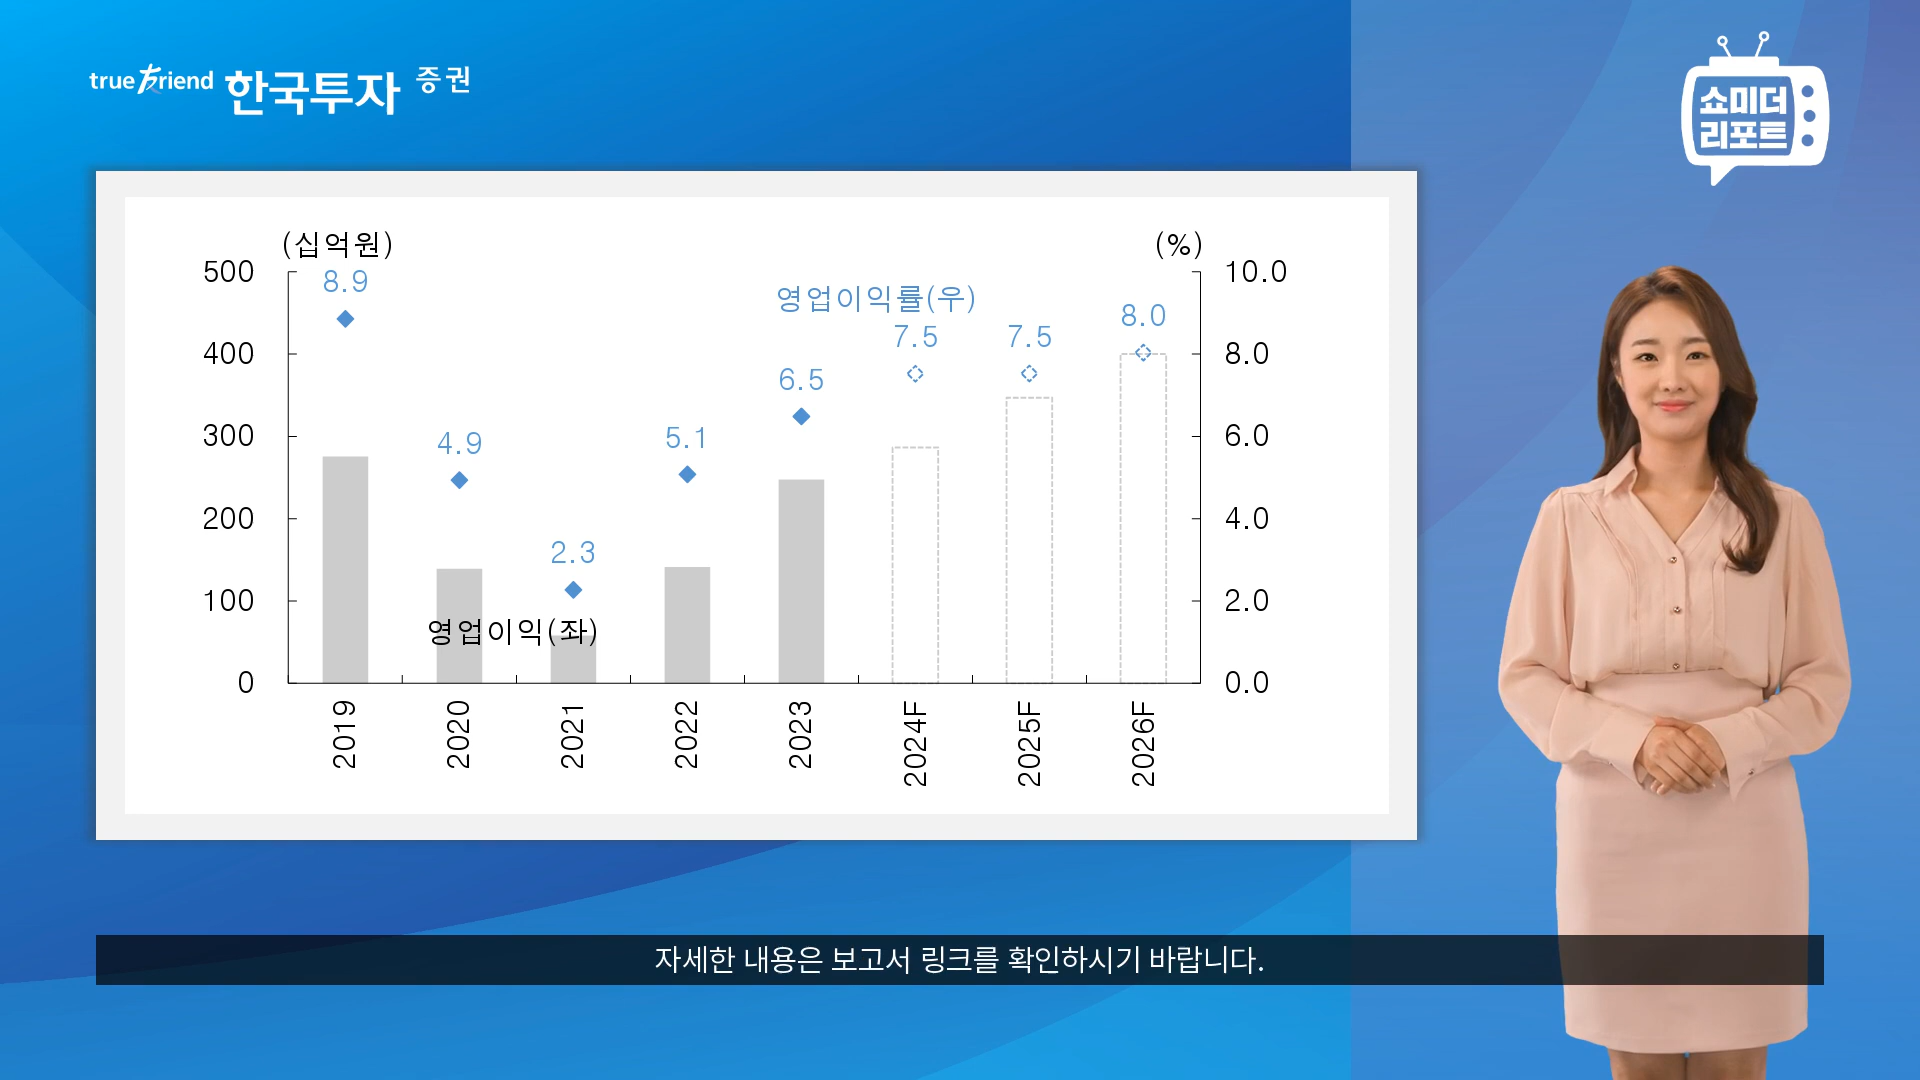 true friend 한국투자 증권
쇼미더
리포트
(십억원)
(%)
500
400
300
200
100
0
10.0
8.0
6.0
4.0
2.0
0.0
8.9
4.9
2.3
5.1
6.5
7.5
7.5
8.0
영업이익률(우)
영업이익(좌)
2019
2020
2021
2022
2023
2024F
2025F
2026F
자세한 내용은 보고서 링크를 확인하시기 바랍니다.